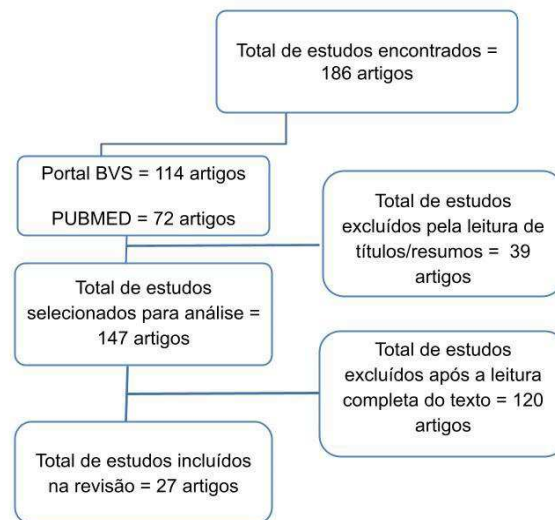 Total de estudos encontrados =
186 artigos
Portal BVS = 114 artigos
PUBMED = 72 artigos
Total de estudos
excluídos pela leitura de
títulos/resumos = 39
artigos
Total de estudos
selecionados para análise =
147 artigos
Total de estudos
excluídos após a leitura
completa do texto = 120
artigos
Total de estudos incluídos
na revisão = 27 artigos